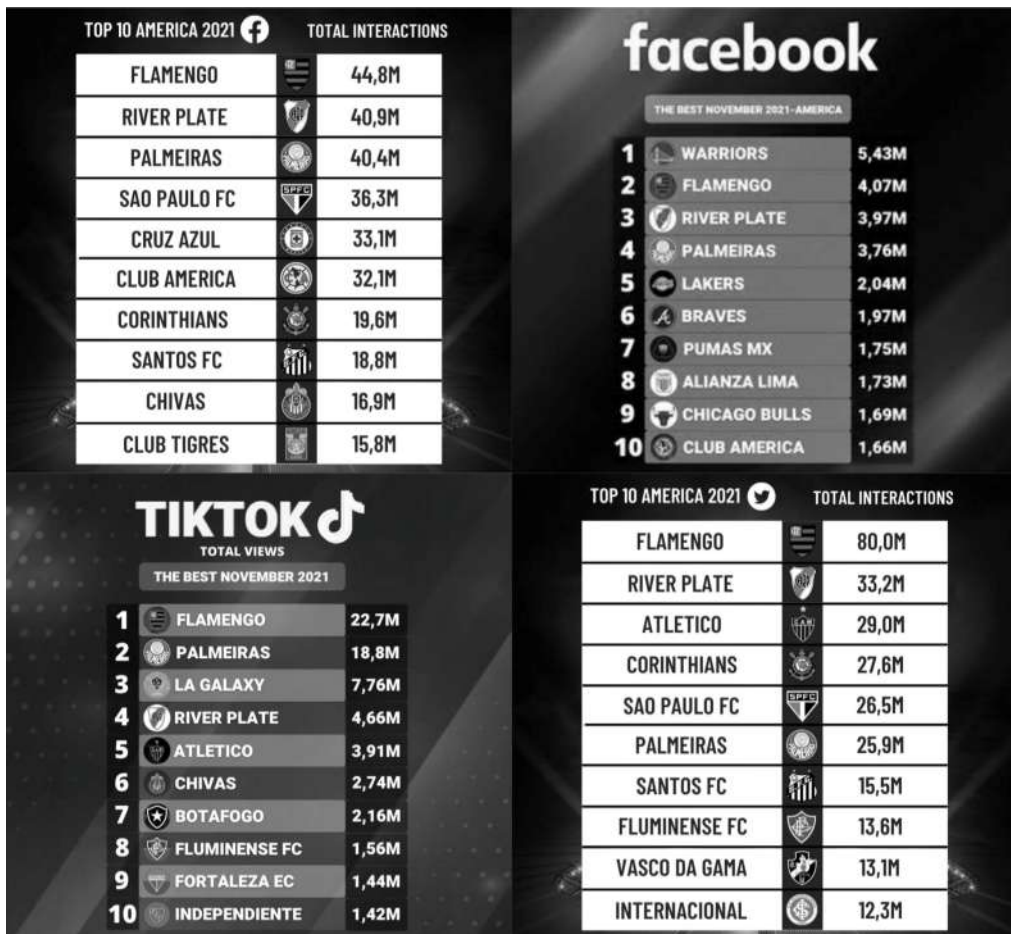 TOP 10 AMERICA 2021 TOTAL INTERACTIONS
FLAMENGO 44,8M
RIVER PLATE 40,9M
PALMEIRAS 40,4M
SAO PAULO FC SPFC 36,3M
CRUZ AZUL 33,1M
CLUB AMERICA 32,1M
CORINTHIANS 19,6M
SANTOS FC 18,8M
CHIVAS 16,9M
CLUB TIGRES 15,8M
facebook
THE BEST NOVEMBER 2021-AMERICA
1 WARRIORS 5,43M
2 FLAMENGO 4,07M
3 RIVER PLATE 3,97M
4 PALMEIRAS 3,76M
5 LAKERS 2,04M
6 BRAVES 1,97M
7 PUMAS MX 1,75M
8 ALIANZA LIMA 1,73M
9 CHICAGO BULLS 1,69M
10 CLUB AMERICA 1,66M
TIKTOK
TOTAL VIEWS
THE BEST NOVEMBER 2021
1 FLAMENGO 22,7M
2 PALMEIRAS 18,8M
3 LA GALAXY 7,76M
4 RIVER PLATE 4,66M
5 ATLETICO 3,91M
6 CHIVAS 2,74M
7 BOTAFOGO 2,16M
8 FLUMINENSE FC 1,56M
9 FORTALEZA EC 1,44M
10 INDEPENDIENTE 1,42M
TOP 10 AMERICA 2021 TOTAL INTERACTIONS
FLAMENGO 80,0M
RIVER PLATE 33,2M
ATLETICO CAM 29,0M
CORINTHIANS 27,6M
SAO PAULO FC SPFC 26,5M
PALMEIRAS 25,9M
SANTOS FC 15,5M
FLUMINENSE FC 13,6M
VASCO DA GAMA 13,1M
INTERNACIONAL 12,3M